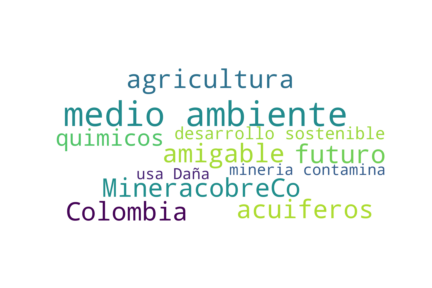 agricultura
medio ambiente
quimicos desarrollo sostenible
amigable futuro
usa Daña mineria contamina
MineracobreCo
Colombia acuiferos